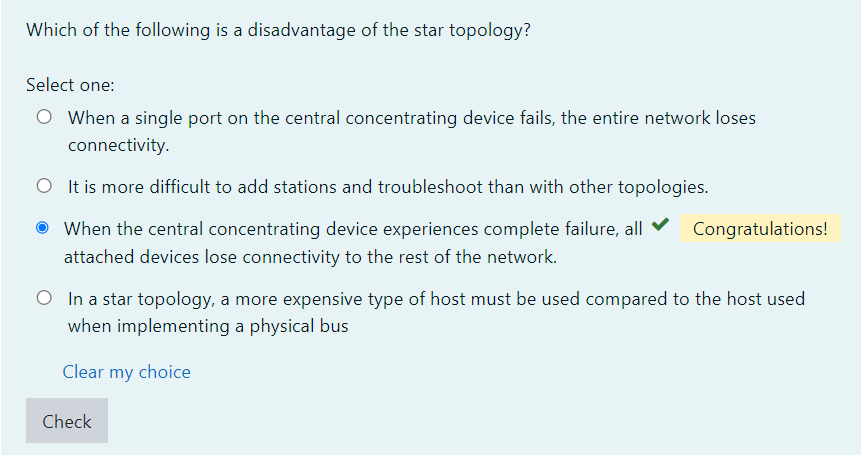 Which of the following is a disadvantage of the star topology?
Select one:
When a single port on the central concentrating device fails, the entire network loses
connectivity.
It is more difficult to add stations and troubleshoot than with other topologies.
When the central concentrating device experiences complete failure, all Congratulations!
attached devices lose connectivity to the rest of the network.
In a star topology, a more expensive type of host must be used compared to the host used
when implementing a physical bus
Clear my choice
Check